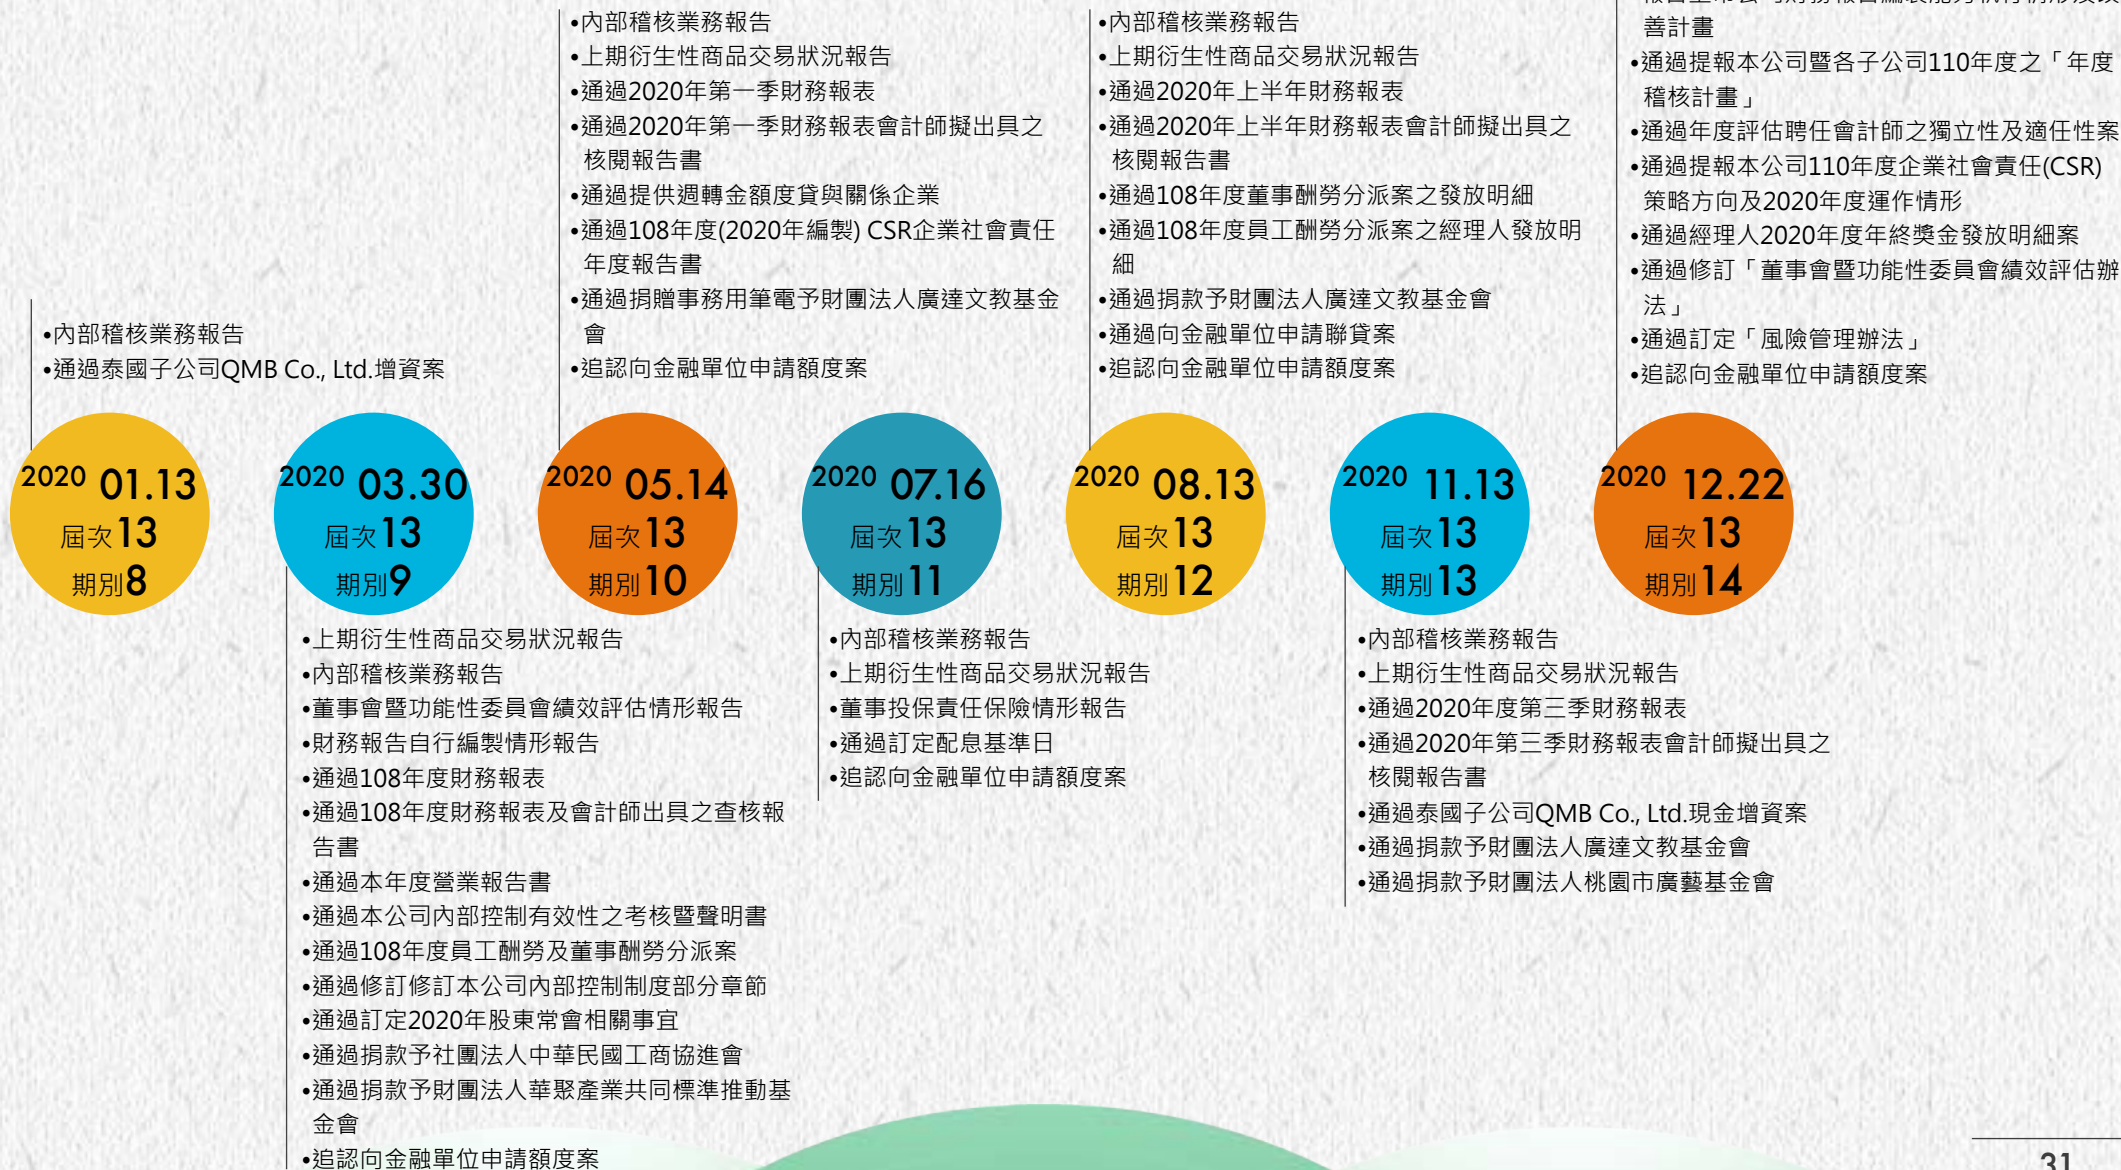 •內部稽核業務報告
•通過泰國子公司QMB Co., Ltd.增資案
2020 01.13
屆次13
期別8
2020 03.30
屆次13
期別9
•上期衍生性商品交易狀況報告
•內部稽核業務報告
•董事會暨功能性委員會績效評估情形報告
•財務報告自行編製情形報告
•通過108年度財務報表
•通過108年度財務報表及會計師出具之查核報
告書
•通過本年度營業報告書
•通過本公司內部控制有效性之考核暨聲明書
•通過108年度員工酬勞及董事酬勞分派案
•通過修訂修訂本公司內部控制制度部分章節
•通過訂定2020年股東常會相關事宜
•通過捐款予社團法人中華民國工商協進會
•通過捐款予財團法人華聚產業共同標準推動基
金會
•追認向金融單位申請額度案
•內部稽核業務報告
•上期衍生性商品交易狀況報告
•通過2020年第一季財務報表
•通過2020年第一季財務報表會計師擬出具之
核閱報告書
•通過提供週轉金額度貸與關係企業
•通過108年度(2020年編製) CSR企業社會責任
年度報告書
•通過捐贈事務用筆電予財團法人廣達文教基金
會
•追認向金融單位申請額度案
2020 05.14
屆次13
期別10
2020 07.16
屆次13
期別11
•內部稽核業務報告
•上期衍生性商品交易狀況報告
•董事投保責任保險情形報告
•通過訂定配息基準日
•追認向金融單位申請額度案
•內部稽核業務報告
•上期衍生性商品交易狀況報告
•通過2020年上半年財務報表
•通過2020年上半年財務報表會計師擬出具之
核閱報告書
•通過108年度董事酬勞分派案之發放明細
•通過108年度員工酬勞分派案之經理人發放明
細
•通過捐款予財團法人廣達文教基金會
•通過向金融單位申請聯貸案
•追認向金融單位申請額度案
2020 08.13
屆次13
期別12
2020 11.13
屆次13
期別13
•內部稽核業務報告
•上期衍生性商品交易狀況報告
•通過2020年度第三季財務報表
•通過2020年第三季財務報表會計師擬出具之
核閱報告書
•通過泰國子公司QMB Co., Ltd.現金增資案
•通過捐款予財團法人廣達文教基金會
•通過捐款予財團法人桃園市廣藝基金會
善計畫
•通過提報本公司暨各子公司110年度之「年度
稽核計畫」
•通過年度評估聘任會計師之獨立性及適任性案
•通過提報本公司110年度企業社會責任(CSR)
策略方向及2020年度運作情形
•通過經理人2020年度年終獎金發放明細案
•通過修訂「董事會暨功能性委員會績效評估辦
法」
•通過訂定「風險管理辦法」
•追認向金融單位申請額度案
2020 12.22
屆次13
期別14
31